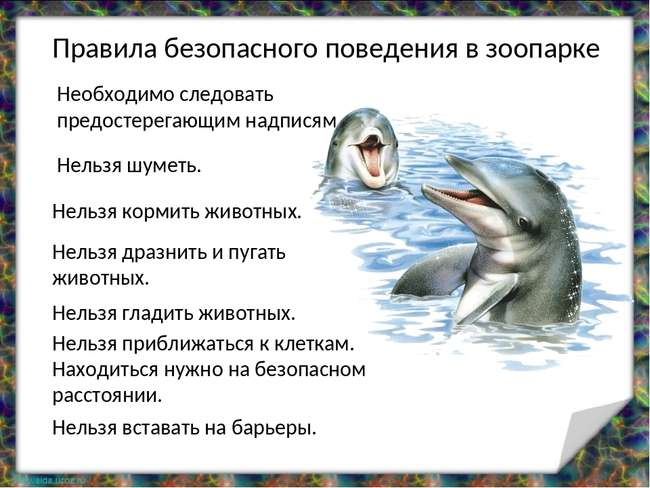 Правила безопасного поведения в зоопарке
Необходимо следовать
предостерегающим надписям
Нельзя шуметь.
Нельзя кормить животных.
Нельзя дразнить и пугать
животных.
Нельзя гладить животных.
Нельзя приближаться к клеткам.
Находиться нужно на безопасном
расстоянии.
Нельзя вставать на барьеры.